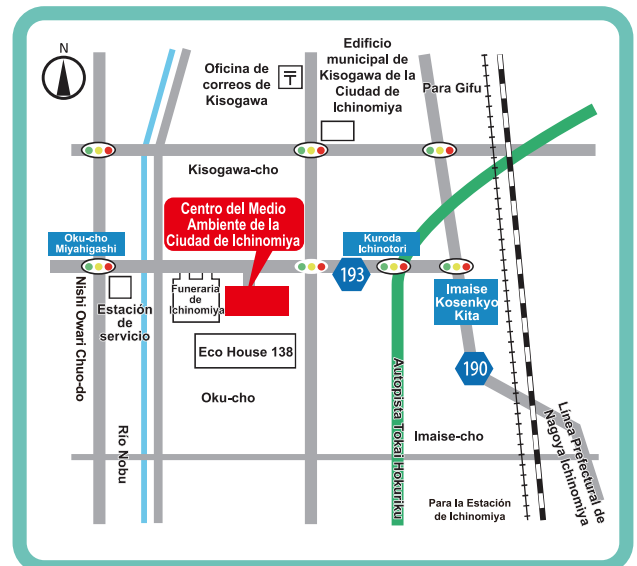 N
Oficina de
correos de
Kisogawa
〒
Edificio
municipal de
Kisogawa de la
Ciudad de
Ichinomiya
Para Gifu
Kisogawa-cho
Centro del Medio
Ambiente de la
Ciudad de Ichinomiya
Oku-cho
Miyahigashi
Kuroda
Ichinotori
193
Imaise
Kosenkyo
Kita
Nishi Owari Chuo-do
Estación
de
servicio
Funeraria
de
Ichinomiya
Eco House 138
190
Oku-cho
Río Nobu
Autopista Tokai Hokuriku
Imaise-cho
Línea Prefectural de
Nagoya Ichinomiya
Para la Estación
de Ichinomiya